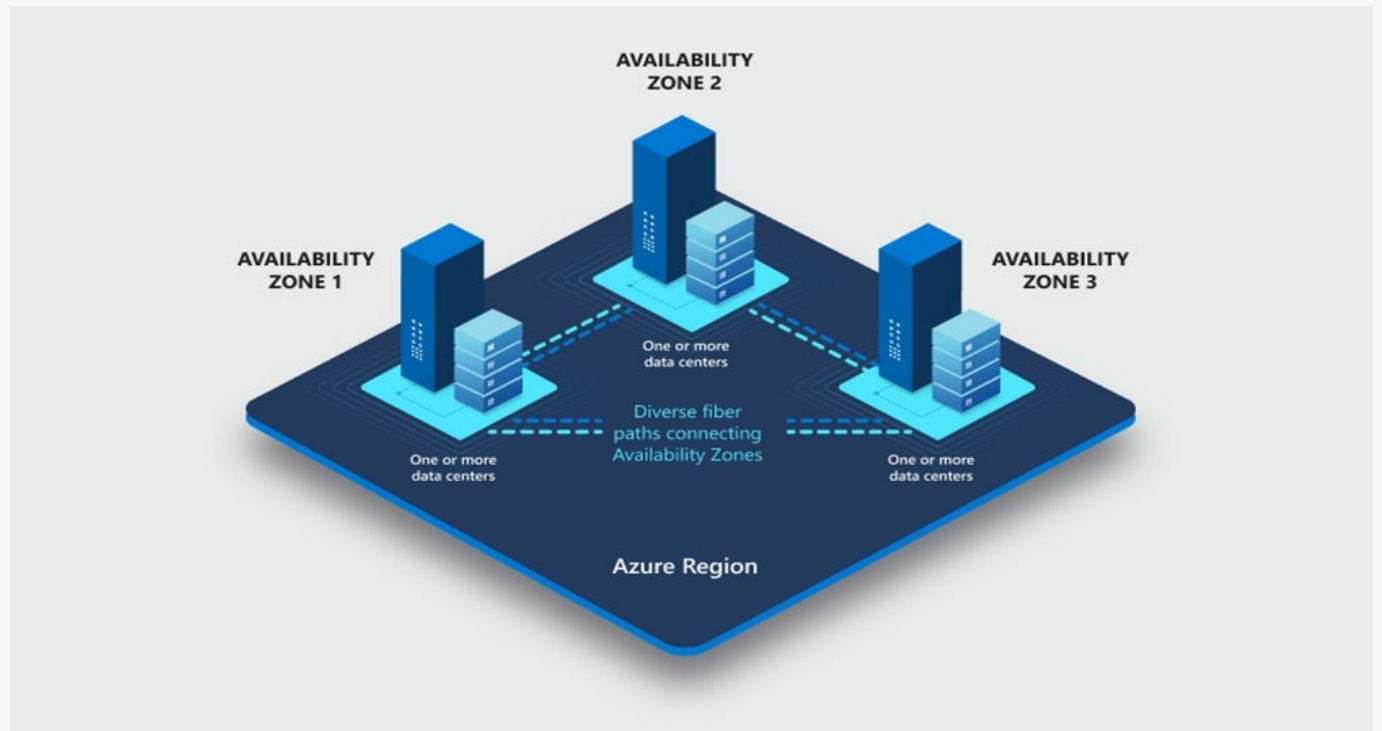 AVAILABILITY
ZONE 2
AVAILABILITY
ZONE 1
AVAILABILITY
ZONE 3
One or more
data centers
Diverse fiber
paths connecting
Availability Zones
One or more
data centers
One or more
data centers
Azure Region